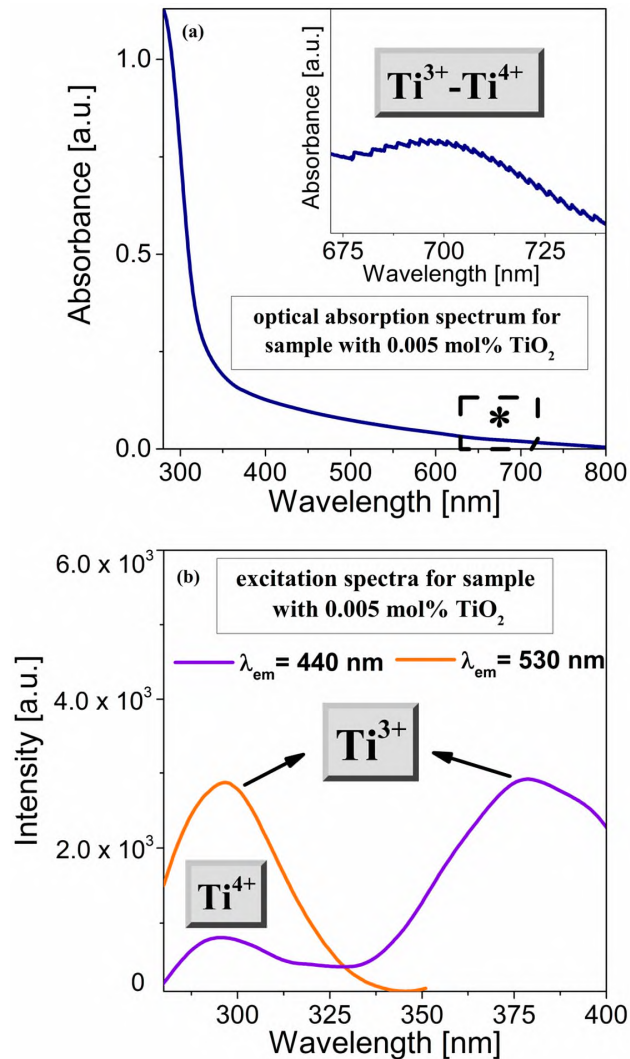 (a)
Ti³⁺-Ti⁴⁺
Absorbance [a.u.]
675
700
725
Wavelength [nm]
optical absorption spectrum for
sample with 0.005 mol% TiO₂
*
Absorbance [a.u.]
1.0
0.5
0.0
300
400
500
600
700
800
Wavelength [nm]
(b)
excitation spectra for sample
with 0.005 mol% TiO₂
λem= 440 nm
λem= 530 nm
Ti³⁺
Ti⁴⁺
Intensity [a.u.]
6.0 x 10³
4.0 x 10³
2.0 x 10³
0
300
325
350
375
400
Wavelength [nm]